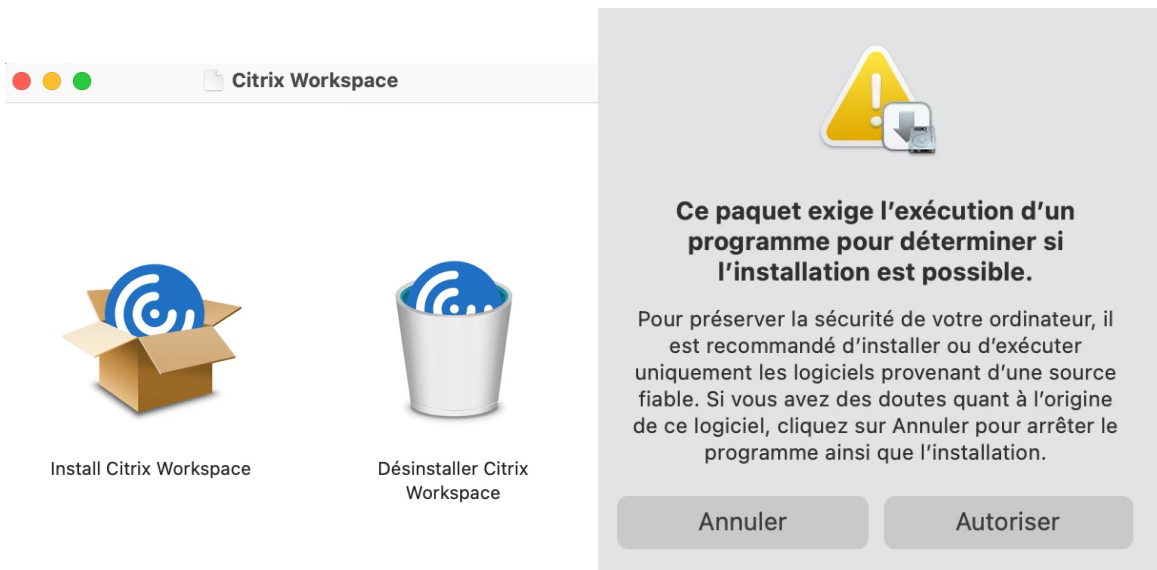 Citrix Workspace
Install Citrix Workspace
Désinstaller Citrix
Workspace
Ce paquet exige l’exécution d’un
programme pour déterminer si
l’installation est possible.
Pour préserver la sécurité de votre ordinateur, il
est recommandé d’installer ou d’exécuter
uniquement les logiciels provenant d’une source
fiable. Si vous avez des doutes quant à l’origine
de ce logiciel, cliquez sur Annuler pour arrêter le
programme ainsi que l’installation.
Annuler
Autoriser